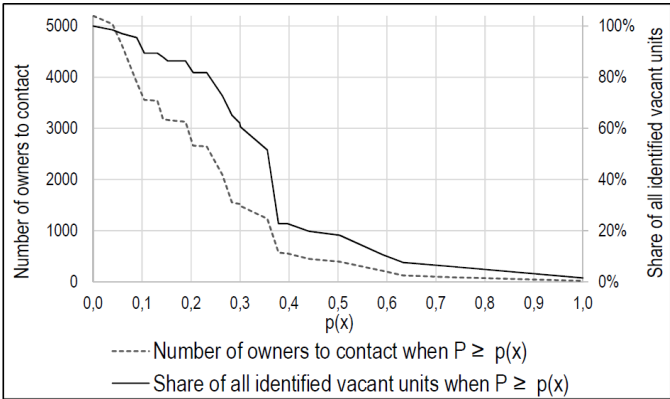 Number of owners to contact
5000
4000
3000
2000
1000
0
100%
80%
60%
40%
20%
0%
Share of all identified vacant units
0,0 0,1 0,2 0,3 0,4 0,5 0,6 0,7 0,8 0,9 1,0
p(x)
Number of owners to contact when P ≥ p(x)
Share of all identified vacant units when P ≥ p(x)